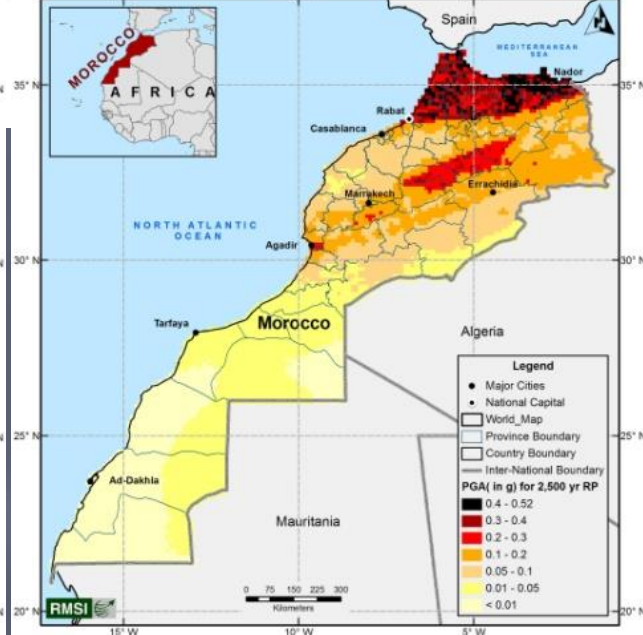 MOROCCO
AFRICA
Spain
MEDITERRANEAN
SEA
N
35° N
Nador
Rabat
Casablanca
Marrakech
Errachidia
NORTH ATLANTIC
OCEAN
Agadir
30° N
Tarfaya
Morocco
Algeria
25° N
Ad-Dakhla
Mauritania
Legend
Major Cities
National Capital
World_Map
Province Boundary
Country Boundary
Inter-National Boundary
PGA( in g) for 2,500 yr RP
0.4 - 0.52
0.3 - 0.4
0.2 - 0.3
0.1 - 0.2
0.05 - 0.1
0.01 - 0.05
< 0.01
0 75 150 225 300
Kilometers
RMSI
20° N
15° W
10° W
5° W